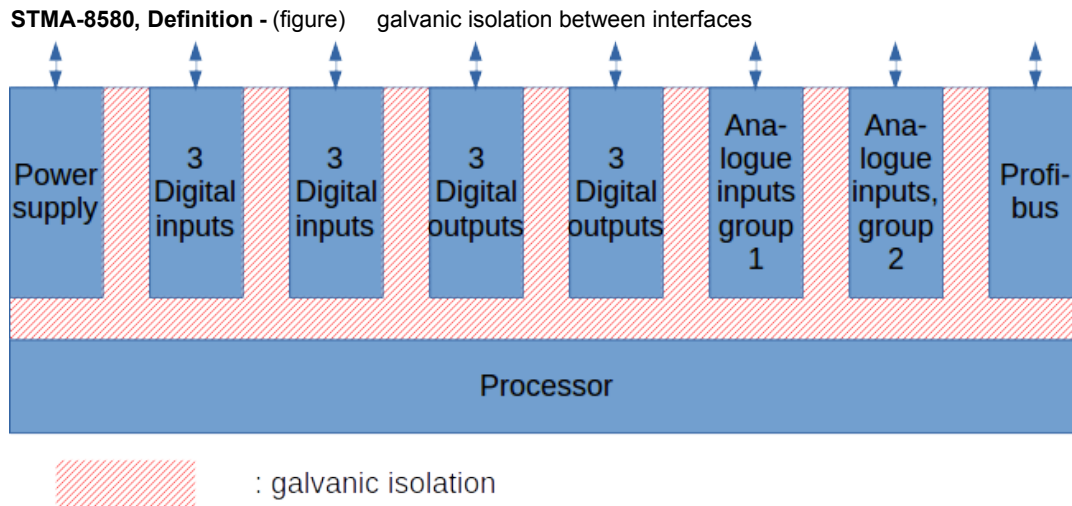 STMA-8580, Definition - (figure) galvanic isolation between interfaces
Power
supply
3
Digital
inputs
3
Digital
inputs
3
Digital
outputs
3
Digital
outputs
Ana-
logue
inputs
group
1
Ana-
logue
inputs,
group
2
Profi-
bus
Processor
: galvanic isolation